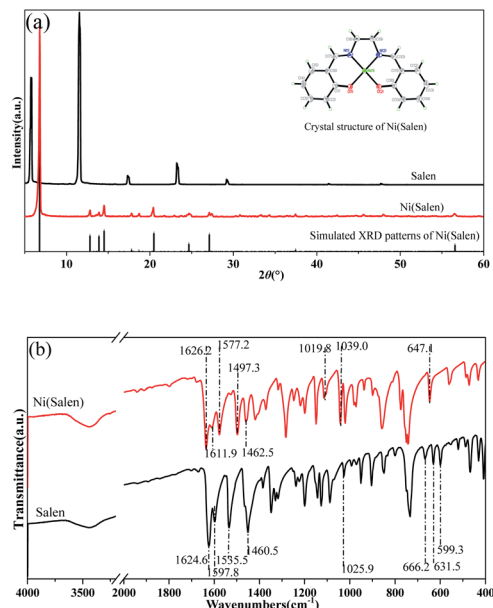 (a)
Crystal structure of Ni(Salen)
Salen
Ni(Salen)
Simulated XRD patterns of Ni(Salen)
Intensity(a.u.)
10 20 30 40 50 60
2θ(°)
(b)
1626.2
1577.2
1497.3
1019.8
1039.0
647.1
Ni(Salen)
1611.9
1462.5
Transmittance(a.u.)
Salen
1624.6
1597.8
1535.5
1460.5
1025.9
666.2
631.5
599.3
4000 3000 2000 1800 1600 1400 1200 1000 800 600 400
Wavenumbers(cm⁻¹)